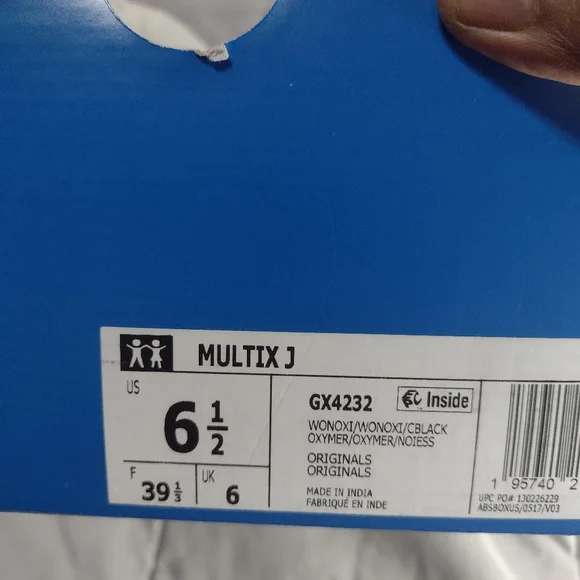 MULTIX J
US
6 1/2
F
39 1/3
UK
6
GX4232
Inside
WONOXI/WONOXI/CBLACK
OXYMER/OXYMER/NOIESS
ORIGINALS
ORIGINALS
MADE IN INDIA
FABRIQUÉ EN INDE
1 95740 2
UPC PO# 130226229
ABSBOXUS/0517/V03